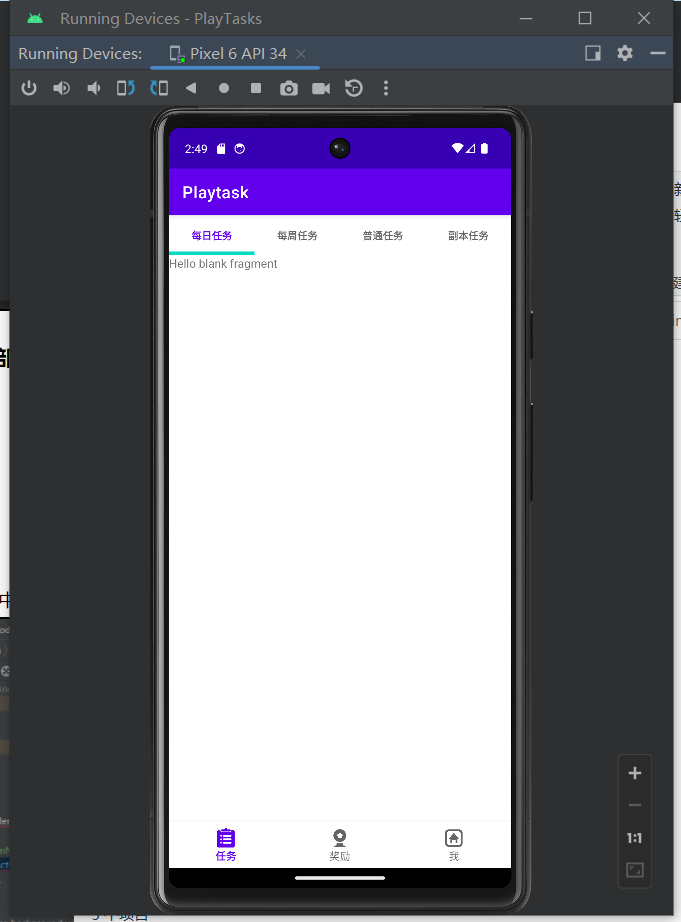 Running Devices - PlayTasks
Running Devices: Pixel 6 API 34
2:49
Playtask
每日任务 每周任务 普通任务 副本任务
Hello blank fragment
1:1
任务 奖励 我